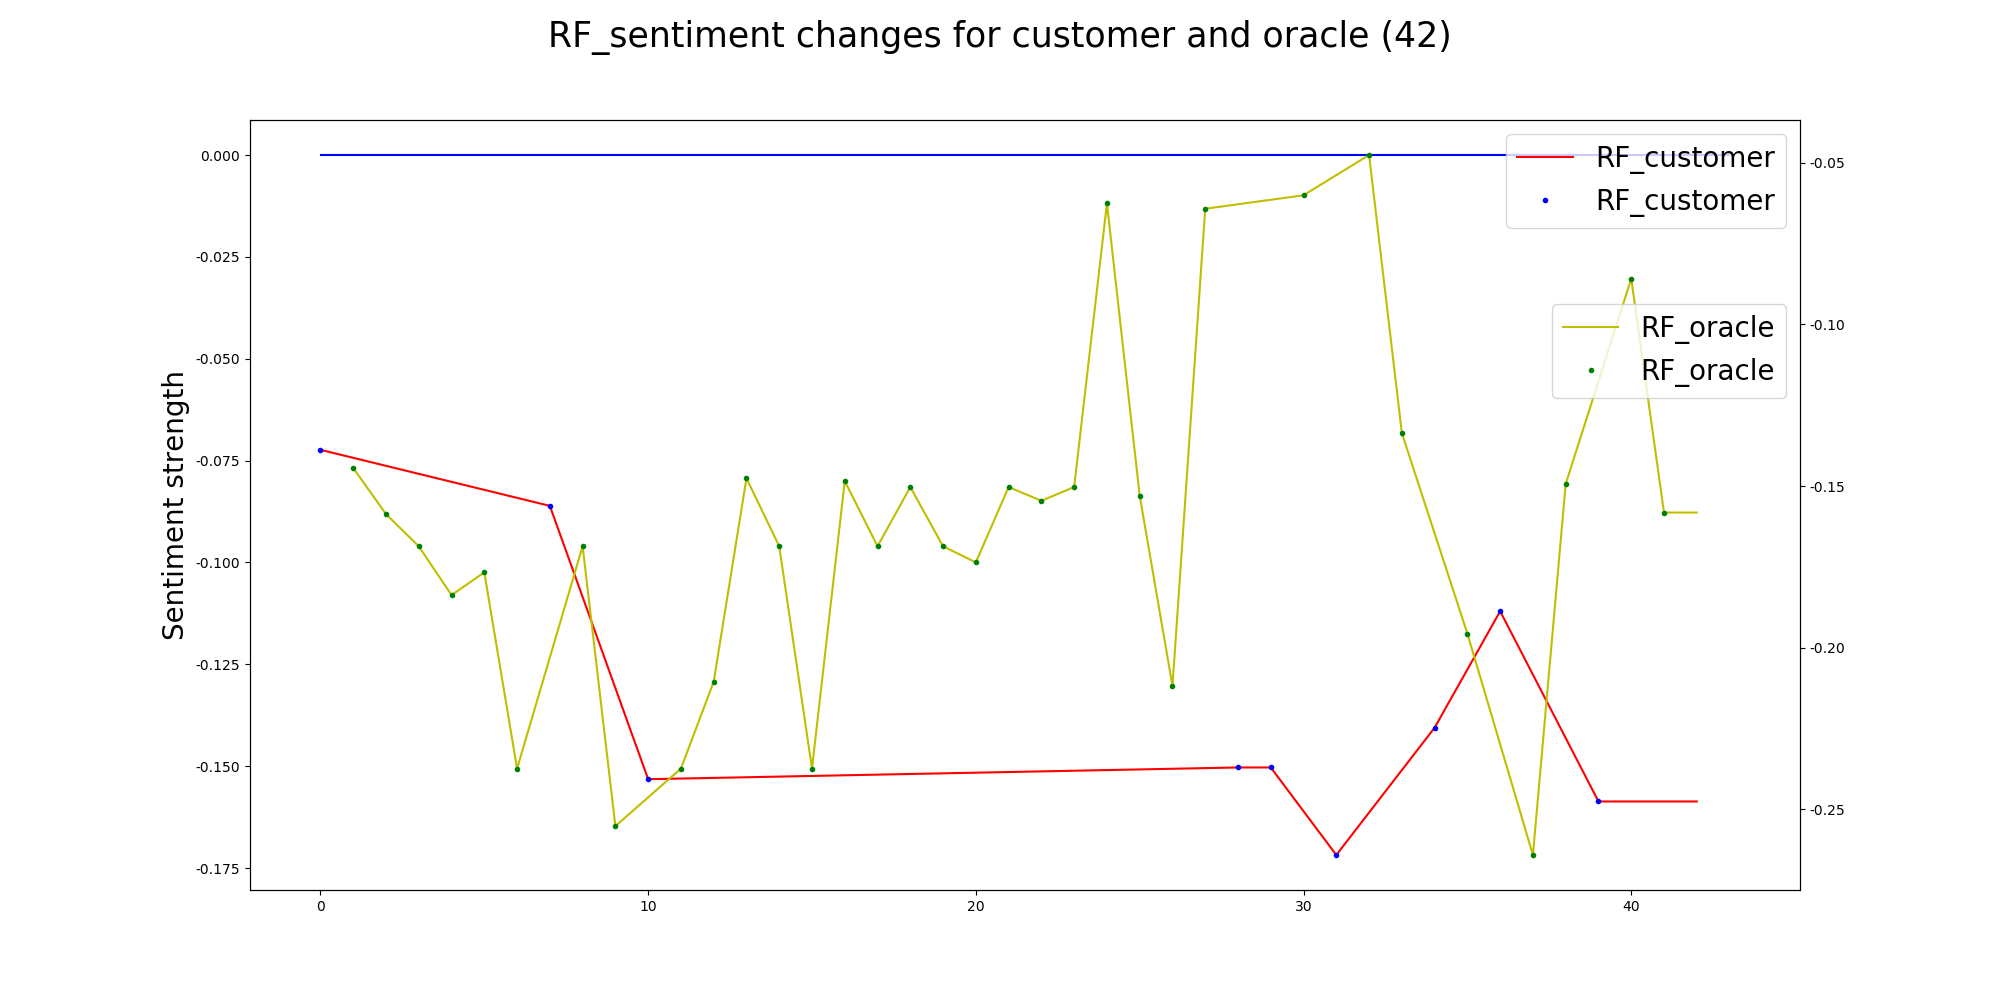 RF_sentiment changes for customer and oracle (42)
0.000
-0.025
-0.050
-0.075
-0.100
-0.125
-0.150
-0.175
Sentiment strength
RF_customer
RF_customer
RF_oracle
RF_oracle
-0.05
-0.10
-0.15
-0.20
-0.25
0 10 20 30 40